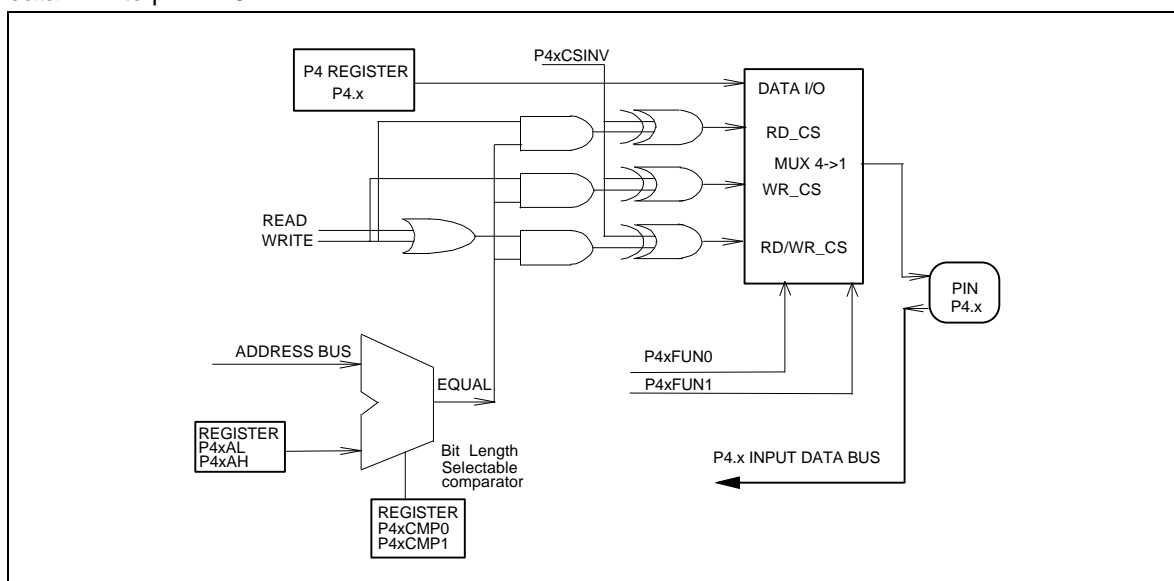 P4xCSINV
P4 REGISTER
P4.x
DATA I/O
RD_CS
MUX 4->1
WR_CS
RD/WR_CS
READ
WRITE
PIN
P4.x
ADDRESS BUS
EQUAL
P4xFUN0
P4xFUN1
REGISTER
P4xAL
P4xAH
Bit Length
Selectable
comparator
P4.x INPUT DATA BUS
REGISTER
P4xCMP0
P4xCMP1